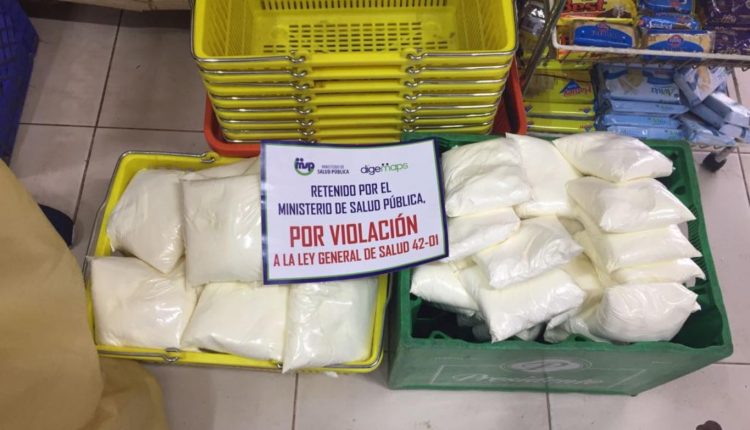 MINISTERIO DE
SALUD PÚBLICA
digemaps
RETENIDO POR EL
MINISTERIO DE SALUD PÚBLICA,
POR VIOLACIÓN
A LA LEY GENERAL DE SALUD 42-01
Presidente